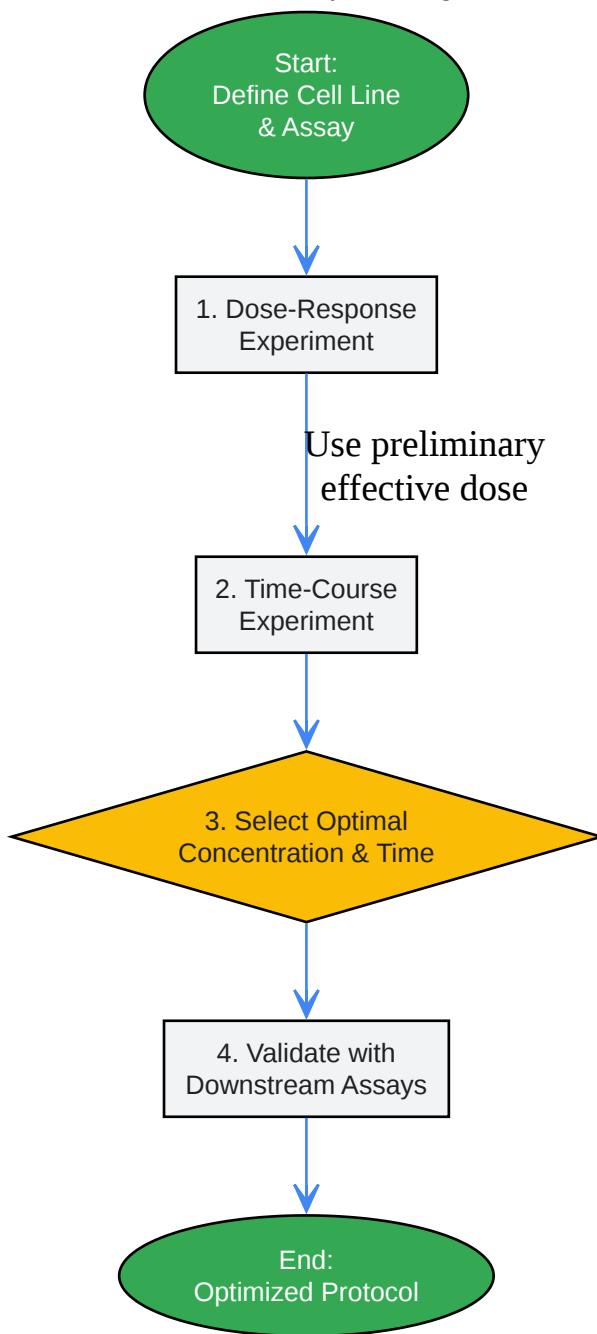 Start:
Define Cell Line
& Assay
1. Dose-Response
Experiment
Use preliminary
effective dose
2. Time-Course
Experiment
3. Select Optimal
Concentration & Time
4. Validate with
Downstream Assays
End:
Optimized Protocol